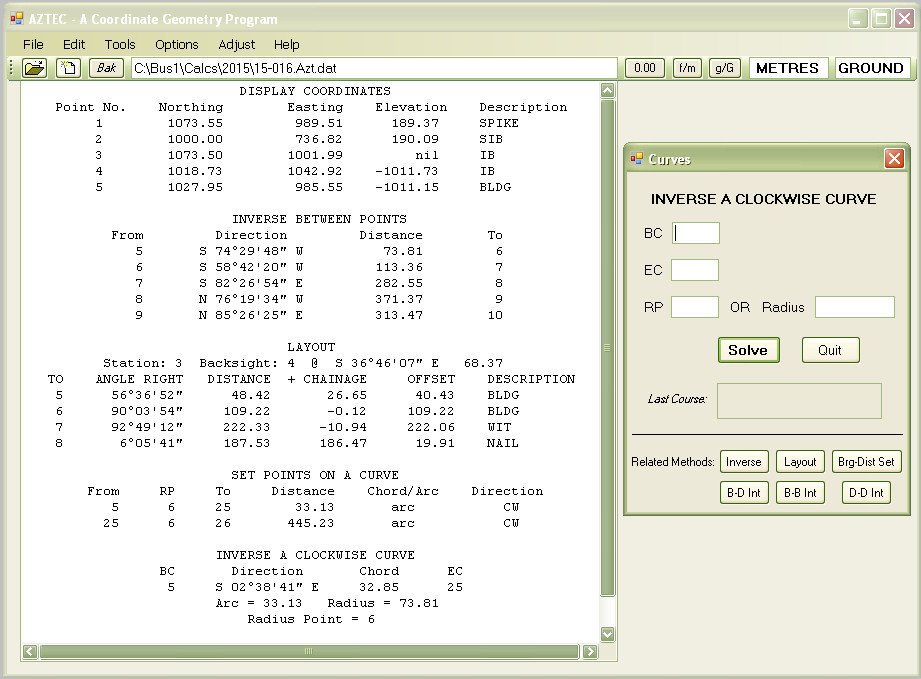 AZTEC - A Coordinate Geometry Program
File Edit Tools Options Adjust Help
Bak C:\Bus1\Calcs\2015\15-016.Azt.dat 0.00 f/m g/G METRES GROUND
DISPLAY COORDINATES
Point No. Northing Easting Elevation Description
1 1073.55 989.51 189.37 SPIKE
2 1000.00 736.82 190.09 SIB
3 1073.50 1001.99 nil IB
4 1018.73 1042.92 -1011.73 IB
5 1027.95 985.55 -1011.15 BLDG
INVERSE BETWEEN POINTS
From Direction Distance To
5 S 74°29'48" W 73.81 6
6 S 58°42'20" W 113.36 7
7 S 82°26'54" E 282.55 8
8 N 76°19'34" W 371.37 9
9 N 85°26'25" E 313.47 10
LAYOUT
Station: 3 Backsight: 4 @ S 36°46'07" E 68.37
TO ANGLE RIGHT DISTANCE + CHAINAGE OFFSET DESCRIPTION
5 56°36'52" 48.42 26.65 40.43 BLDG
6 90°03'54" 109.22 -0.12 109.22 BLDG
7 92°49'12" 222.33 -10.94 222.06 WIT
8 6°05'41" 187.53 186.47 19.91 NAIL
SET POINTS ON A CURVE
From RP To Distance Chord/Arc Direction
5 6 25 33.13 arc CW
25 6 26 445.23 arc CW
INVERSE A CLOCKWISE CURVE
BC Direction Chord EC
5 S 02°38'41" E 32.85 25
Arc = 33.13 Radius = 73.81
Radius Point = 6
Curves
INVERSE A CLOCKWISE CURVE
BC
EC
RP OR Radius
Solve Quit
Last Course:
Related Methods: Inverse Layout Brg-Dist Set
B-D Int B-B Int D-D Int